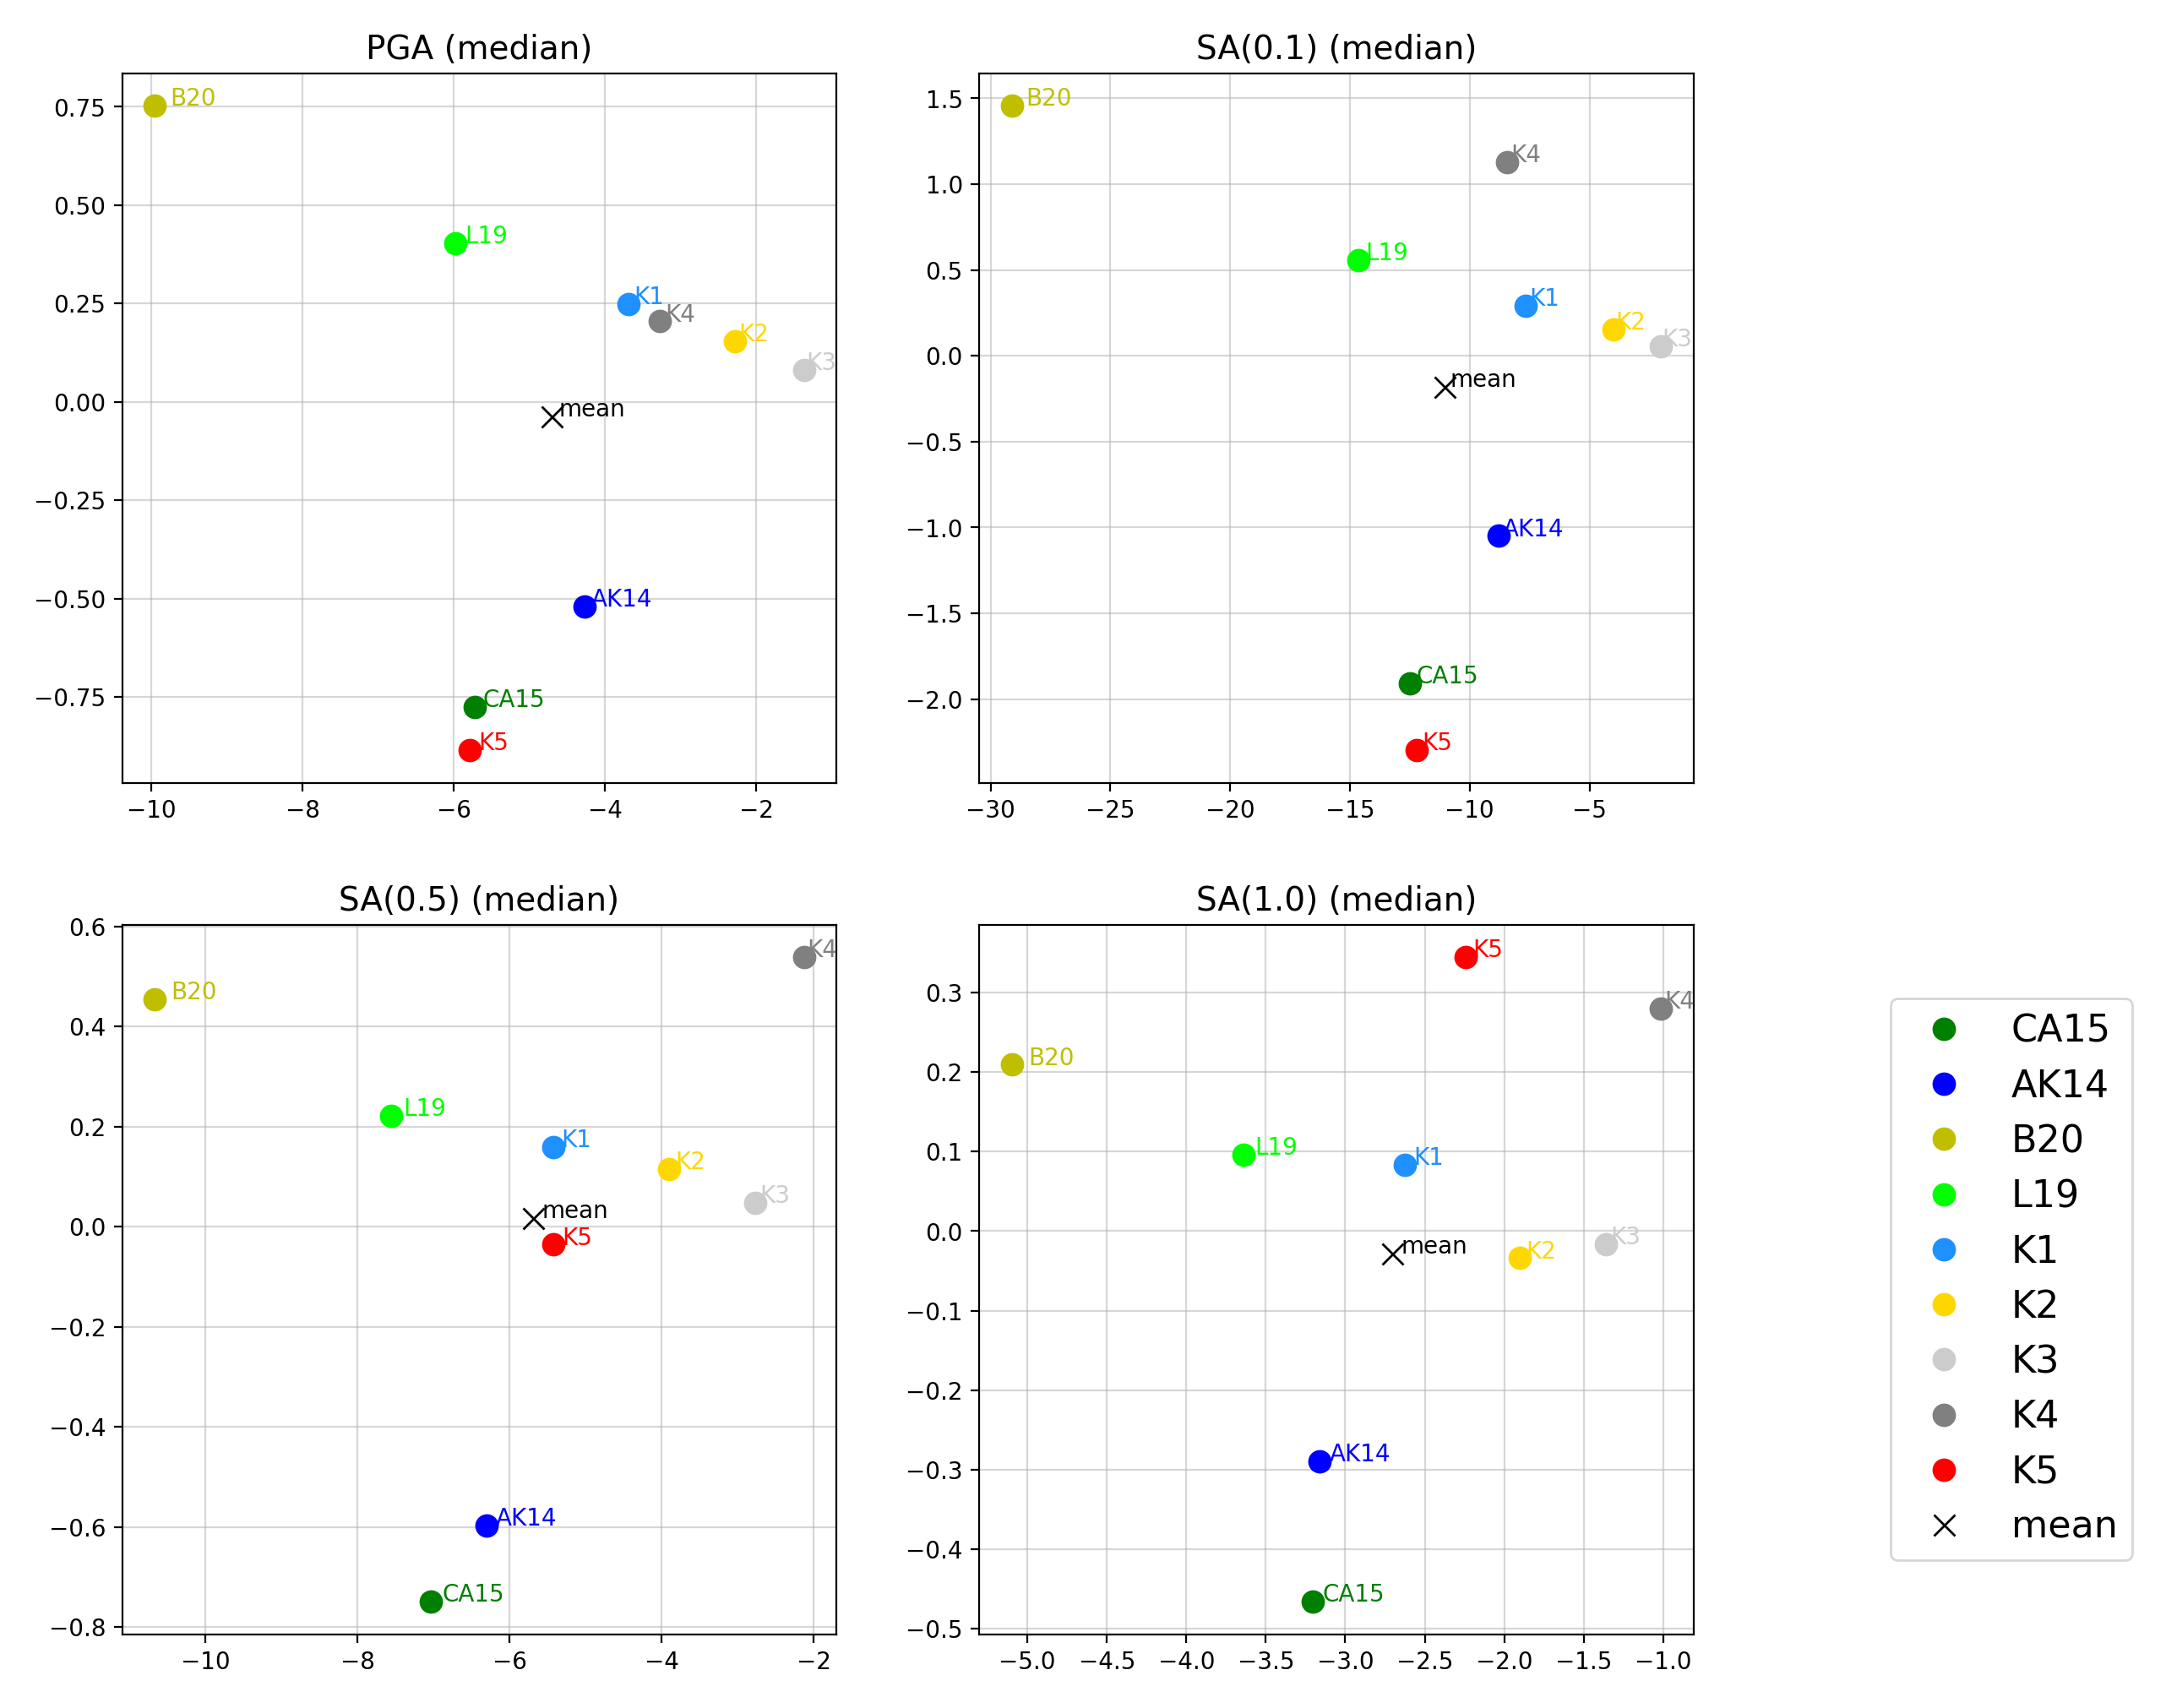 PGA (median)
0.75
0.50
0.25
0.00
−0.25
−0.50
−0.75
B20
L19
K1
K4
K2
K3
mean
AK14
CA15
K5
−10
−8
−6
−4
−2
SA(0.1) (median)
1.5
1.0
0.5
0.0
−0.5
−1.0
−1.5
−2.0
B20
K4
L19
K1
K2
K3
mean
AK14
CA15
K5
−30
−25
−20
−15
−10
−5
SA(0.5) (median)
0.6
0.4
0.2
0.0
−0.2
−0.4
−0.6
−0.8
K4
B20
L19
K1
K2
K3
mean
K5
AK14
CA15
−10
−8
−6
−4
−2
SA(1.0) (median)
0.3
0.2
0.1
0.0
−0.1
−0.2
−0.3
−0.4
−0.5
K5
K4
B20
L19
K1
K3
K2
mean
AK14
CA15
−5.0
−4.5
−4.0
−3.5
−3.0
−2.5
−2.0
−1.5
−1.0
CA15
AK14
B20
L19
K1
K2
K3
K4
K5
mean